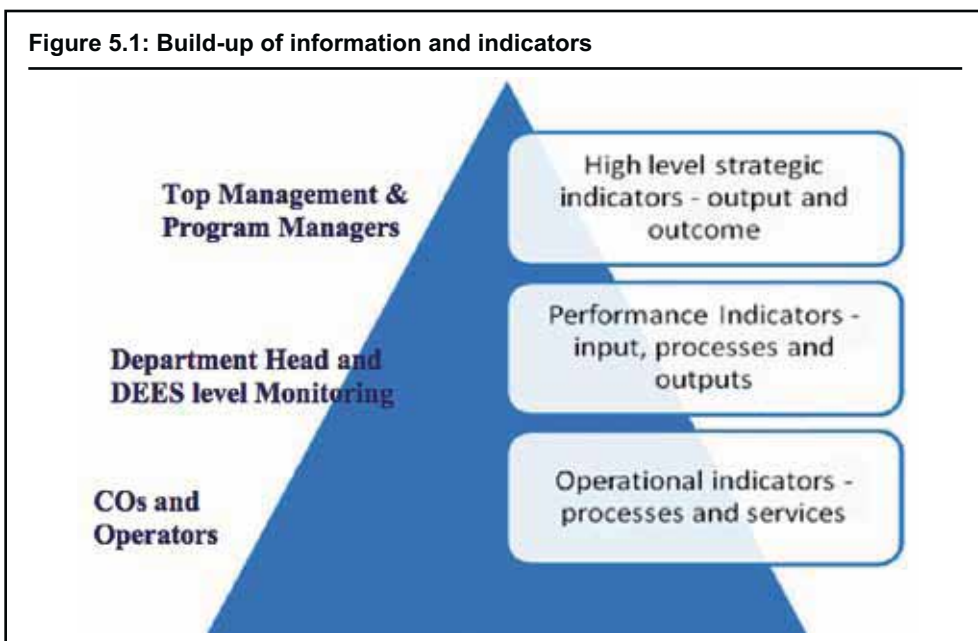 Figure 5.1: Build-up of information and indicators
Top Management &
Program Managers
High level strategic
indicators - output and
outcome
Department Head and
DEES level Monitoring
Performance Indicators -
input, processes and
outputs
COs and
Operators
Operational indicators -
processes and services